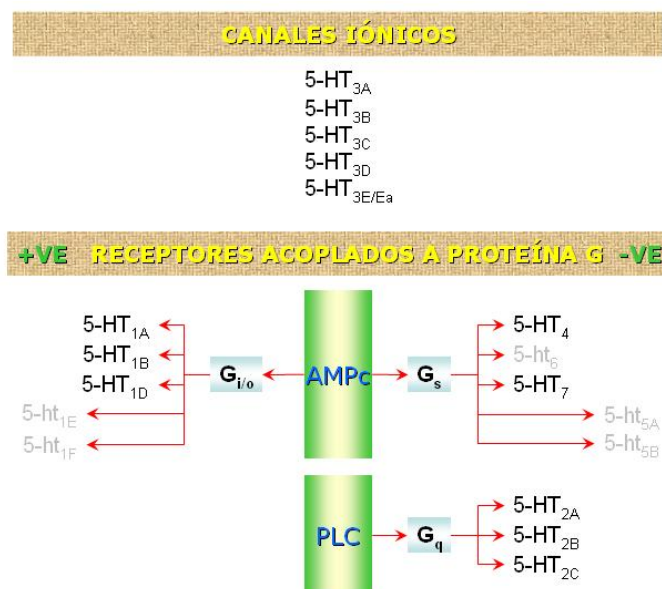 CANALES IÓNICOS
5-HT3A
5-HT3B
5-HT3C
5-HT3D
5-HT3E/Ea
+VE RECEPTORES ACOPLADOS A PROTEÍNA G -VE
5-HT1A
5-HT1B
5-HT1D
5-ht1E
5-ht1F
Gi/o
AMPc
Gs
5-HT4
5-ht6
5-HT7
5-ht5A
5-ht5B
PLC
Gq
5-HT2A
5-HT2B
5-HT2C